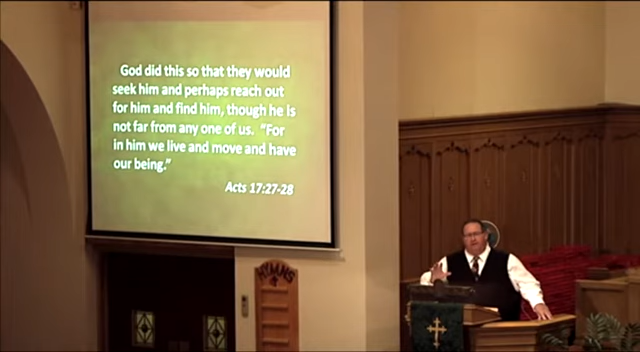 God did this so that they would
seek him and perhaps reach out
for him and find him, though he is
not far from any one of us. "For
in him we live and move and have
our being."
Acts 17:27-28
HYMNS